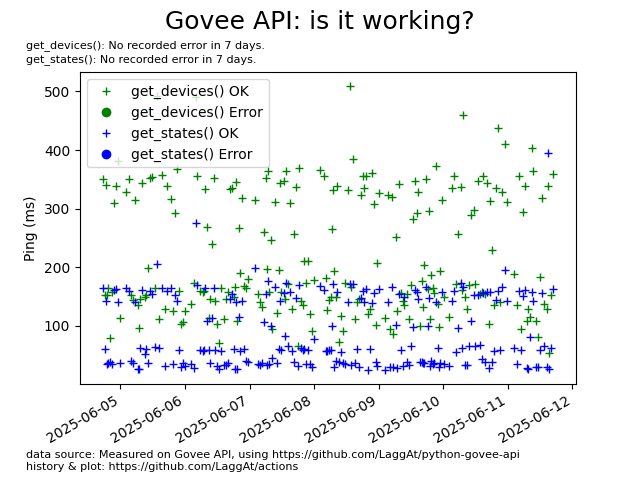 Govee API: is it working?
get_devices(): No recorded error in 7 days.
get_states(): No recorded error in 7 days.
get_devices() OK
get_devices() Error
get_states() OK
get_states() Error
Ping (ms)
500
400
300
200
100
2025-06-05
2025-06-06
2025-06-07
2025-06-08
2025-06-09
2025-06-10
2025-06-11
2025-06-12
data source: Measured on Govee API, using https://github.com/LaggAt/python-govee-api
history & plot: https://github.com/LaggAt/actions